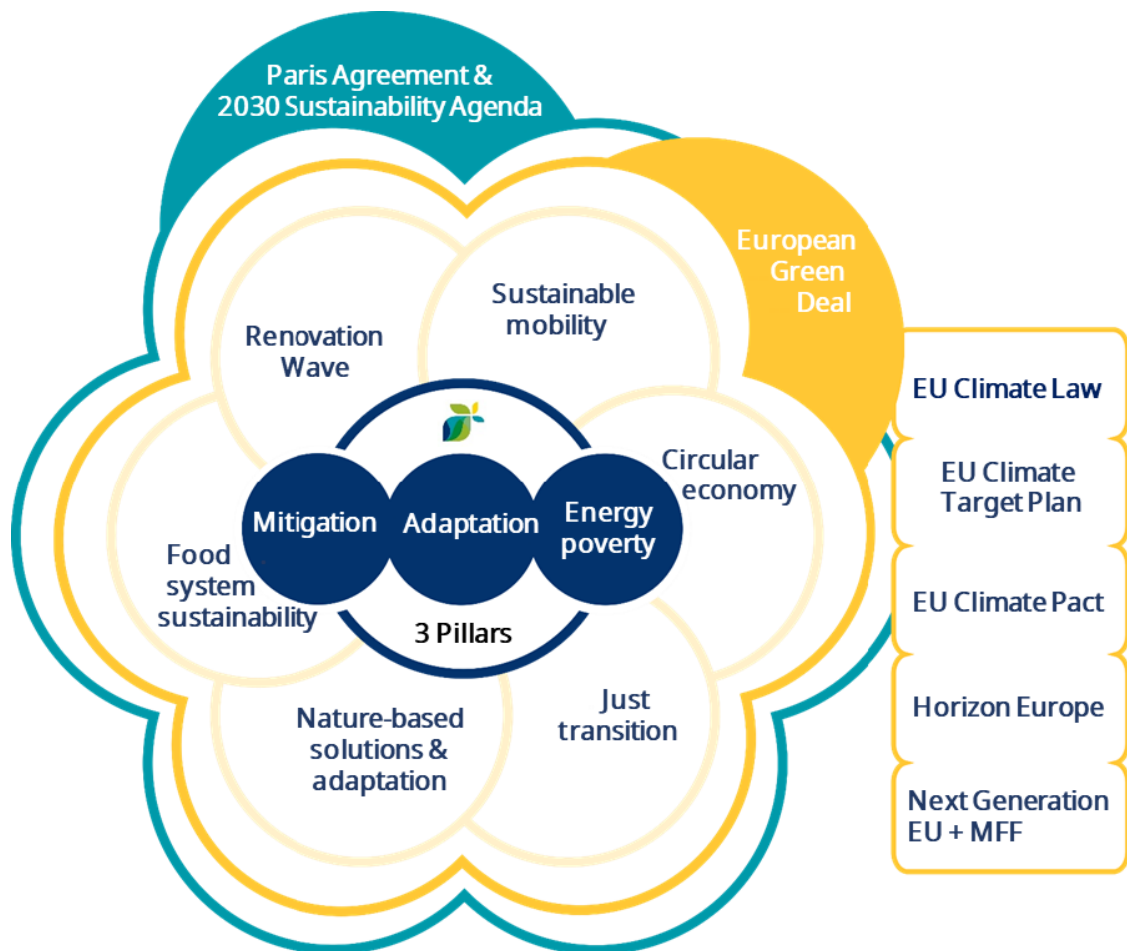 Paris Agreement &
2030 Sustainability Agenda
European
Green
Deal
Sustainable
mobility
Renovation
Wave
Circular
economy
Mitigation
Adaptation
Energy
poverty
Food
system
sustainability
3 Pillars
Nature-based
solutions &
adaptation
Just
transition
EU Climate Law
EU Climate
Target Plan
EU Climate Pact
Horizon Europe
Next Generation
EU + MFF